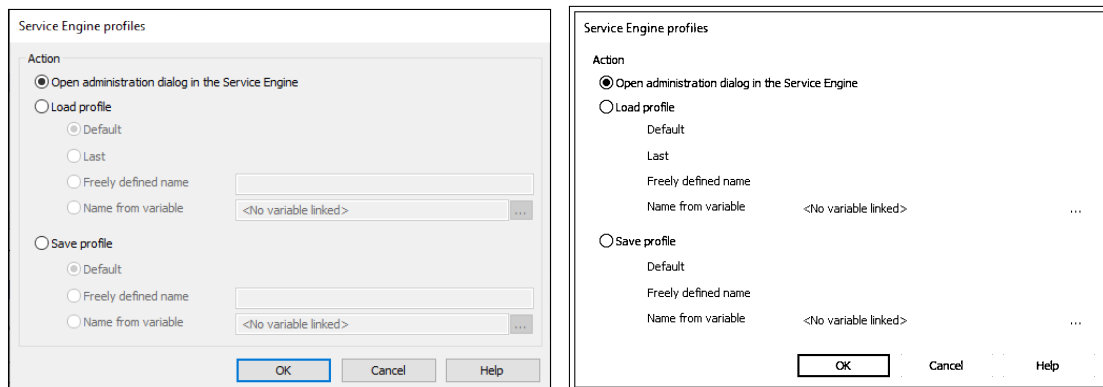 Service Engine profiles
Action
Open administration dialog in the Service Engine
Load profile
Default
Last
Freely defined name
Name from variable <No variable linked> ...
Save profile
Default
Freely defined name
Name from variable <No variable linked> ...
OK Cancel Help
Service Engine profiles
Action
Open administration dialog in the Service Engine
Load profile
Default
Last
Freely defined name
Name from variable <No variable linked> ...
Save profile
Default
Freely defined name
Name from variable <No variable linked> ...
OK Cancel Help